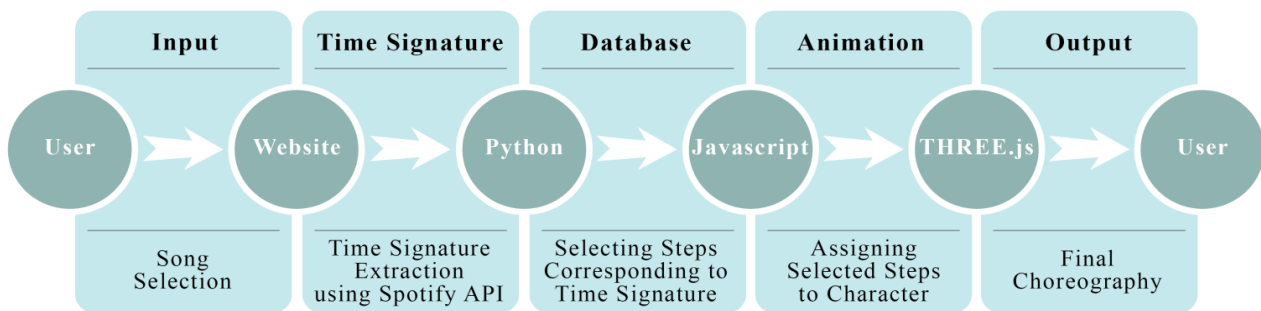 Input
Time Signature
Database
Animation
Output
User
Website
Python
Javascript
THREE.js
User
Song
Selection
Time Signature
Extraction
using Spotify API
Selecting Steps
Corresponding to
Time Signature
Assigning
Selected Steps
to Character
Final
Choreography